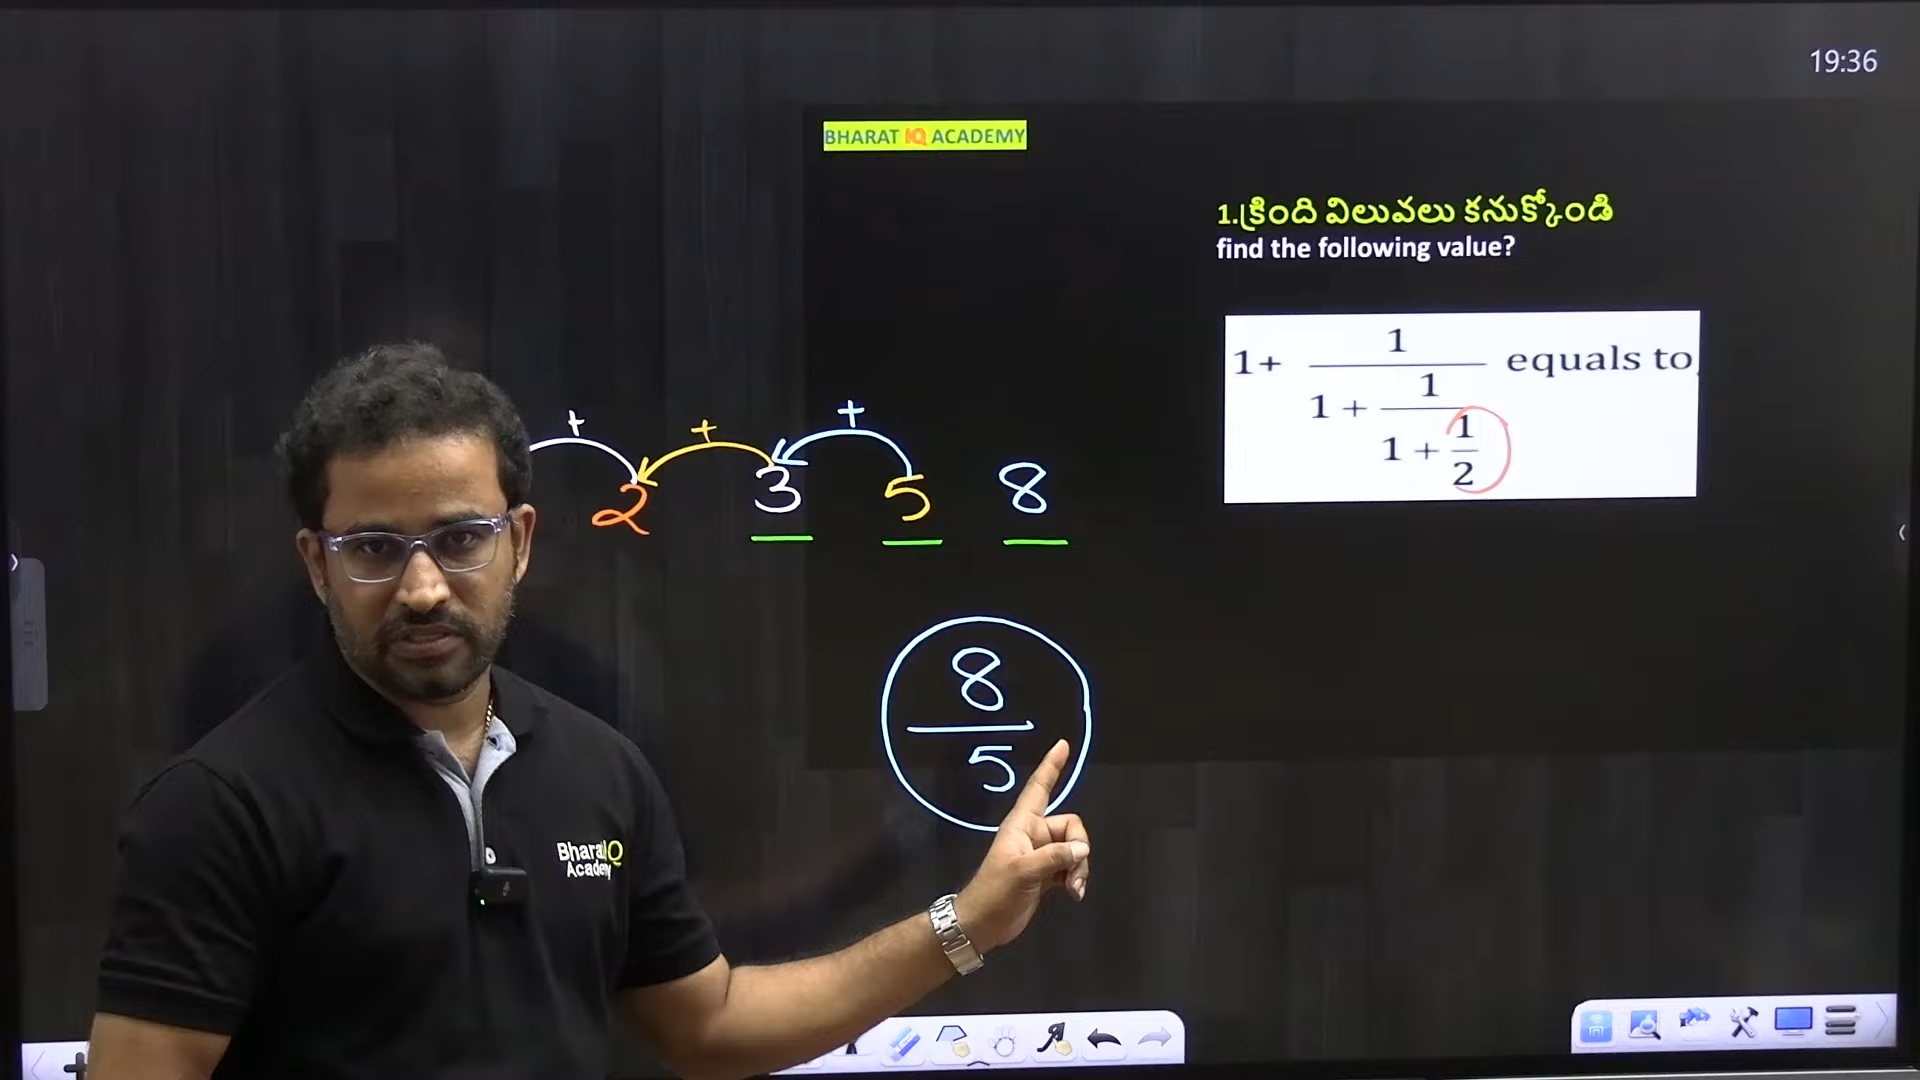 19:36
BHARAT IQ ACADEMY
1.క్రింది విలువలు కనుక్కోండి
find the following value?
1+ 1 equals to
1 + 1
1 + 1
2
+ + +
2 3 5 8
8
5
Bharat IQ
Academy